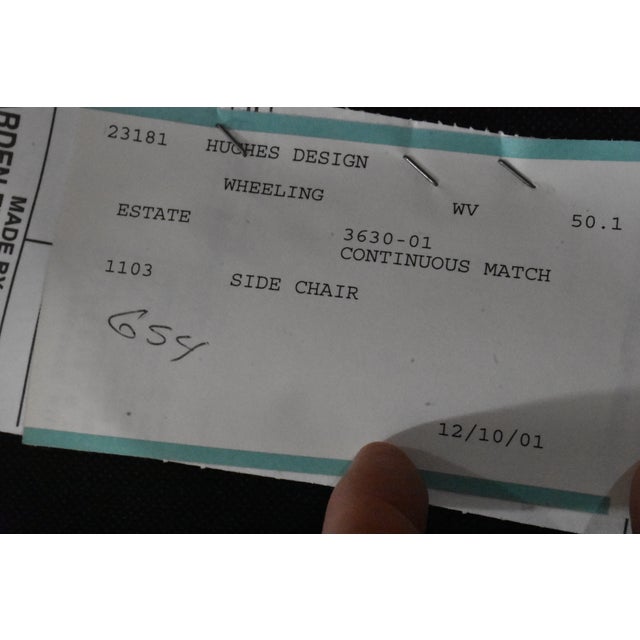 23181 HUGHES DESIGN
WHEELING WV 50.1
ESTATE
3630-01
CONTINUOUS MATCH
1103 SIDE CHAIR
654
12/10/01
MADE BY